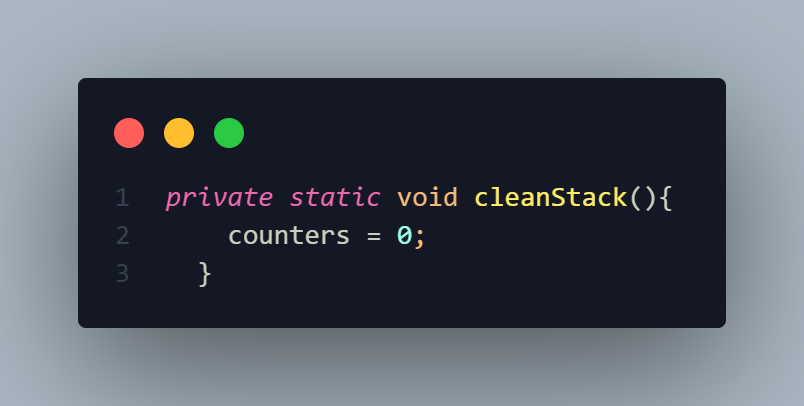 1 private static void cleanStack(){
2     counters = 0;
3   }